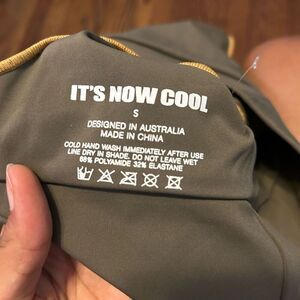 IT'S NOW COOL
S
DESIGNED IN AUSTRALIA
MADE IN CHINA
COLD HAND WASH IMMEDIATELY AFTER USE
LINE DRY IN SHADE. DO NOT LEAVE WET
68% POLYAMIDE 32% ELASTANE